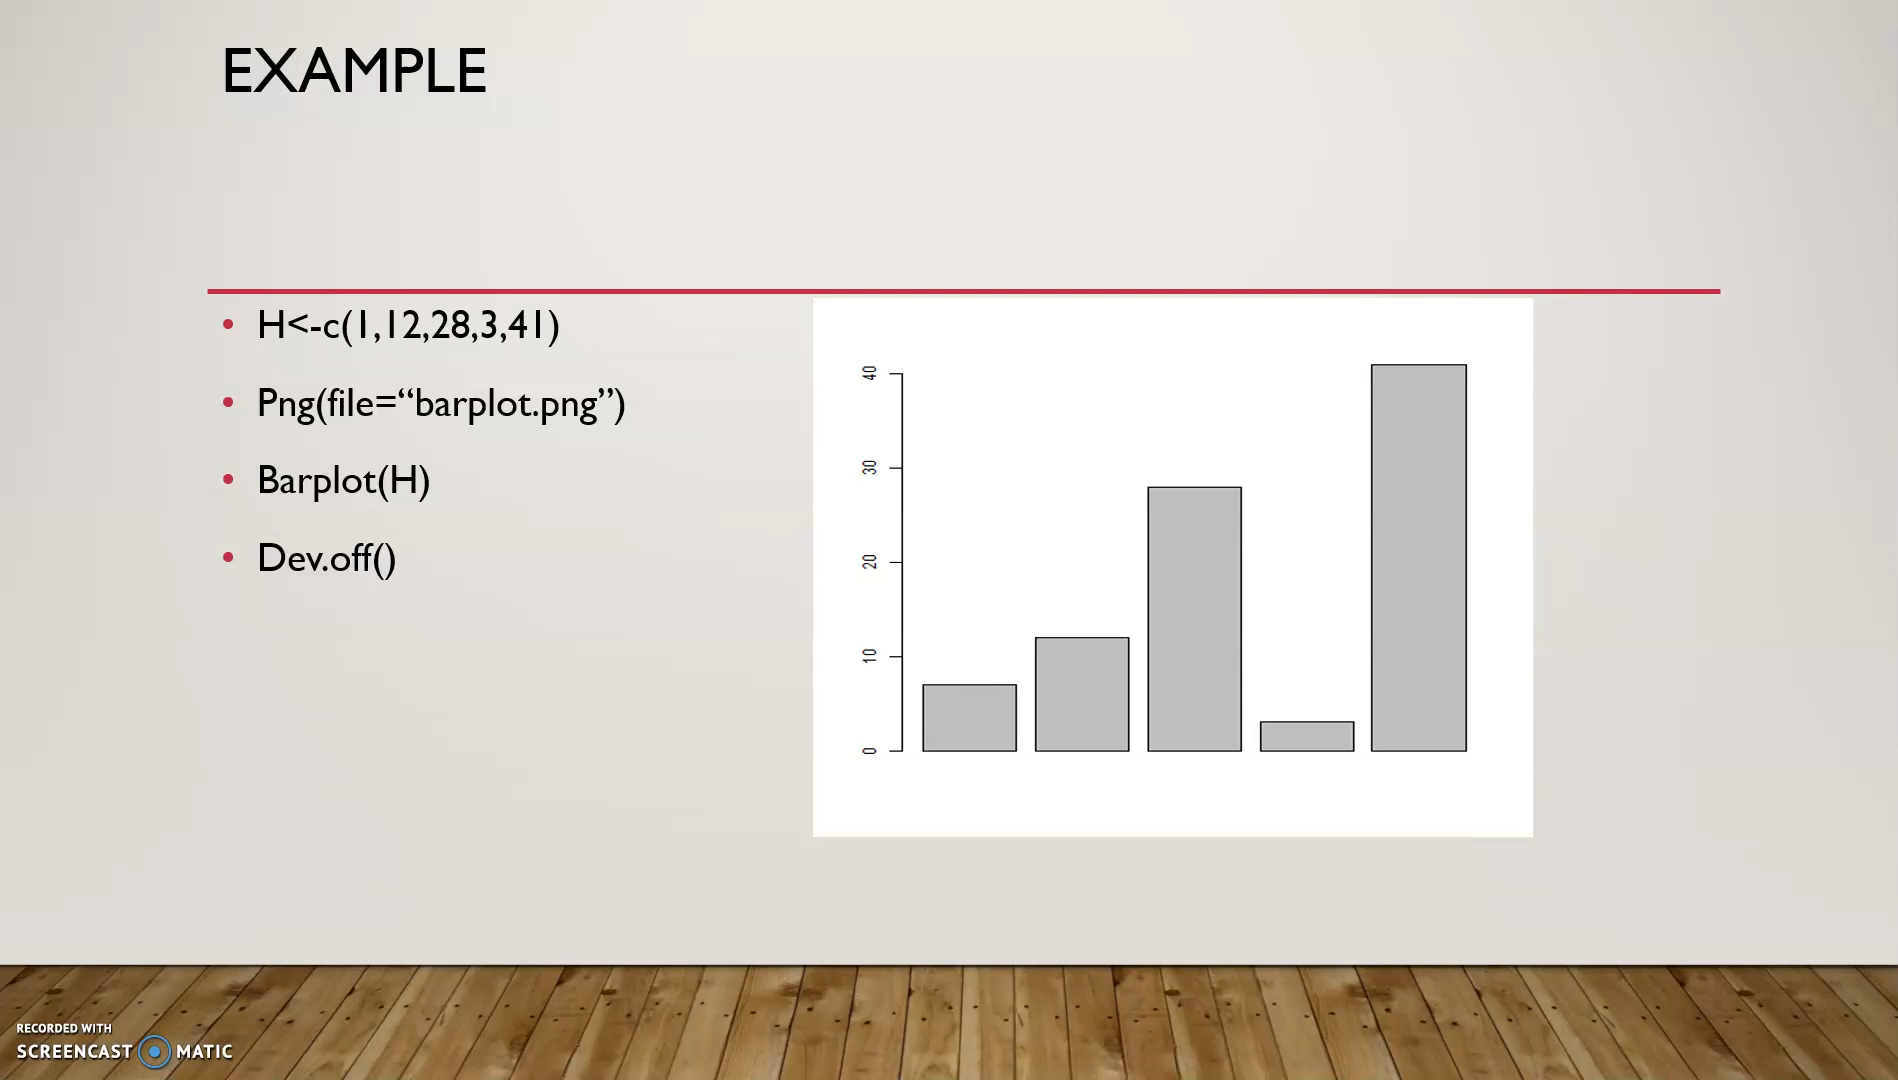 EXAMPLE
• H<-c(1,12,28,3,41)
• Png(file=“barplot.png”)
• Barplot(H)
• Dev.off()
40
30
20
10
0
RECORDED WITH
SCREENCAST MATIC